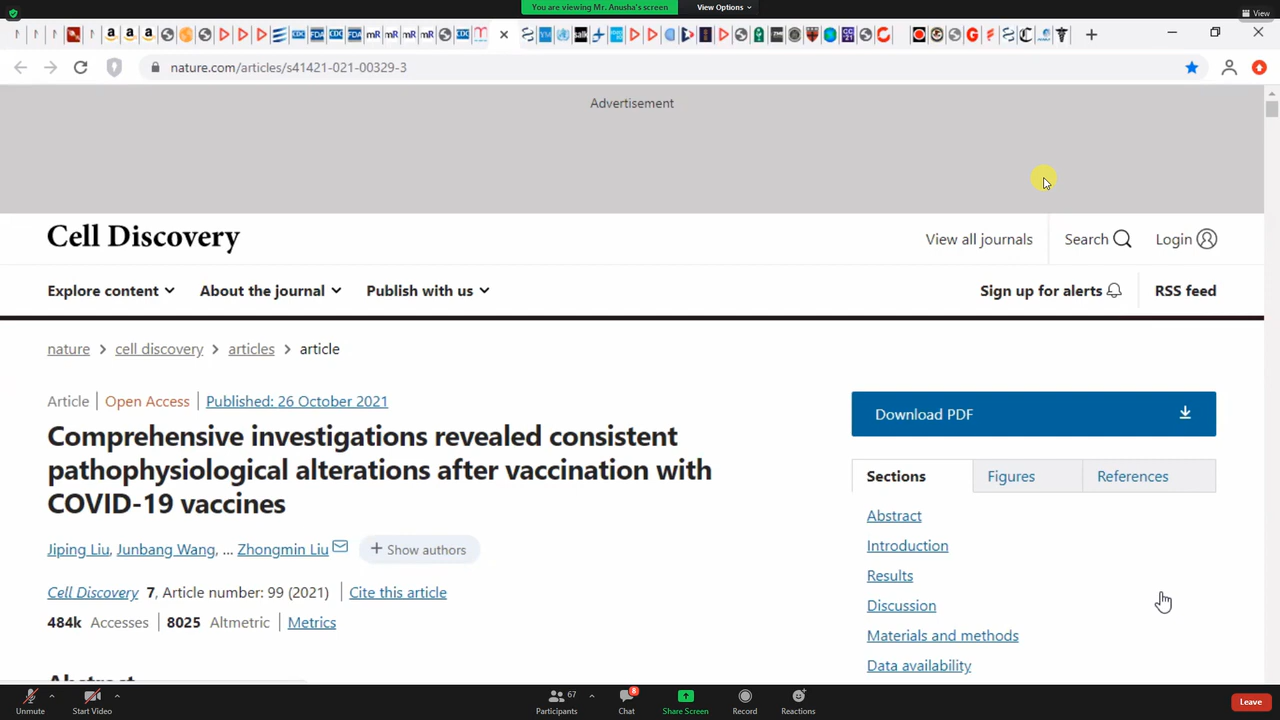 You are viewing Mr. Anusha's screen
View Options
View
nature.com/articles/s41421-021-00329-3
Advertisement
Cell Discovery
View all journals
Search
Login
Explore content
About the journal
Publish with us
Sign up for alerts
RSS feed
nature > cell discovery > articles > article
Article | Open Access | Published: 26 October 2021
Download PDF
Comprehensive investigations revealed consistent
pathophysiological alterations after vaccination with
COVID-19 vaccines
Sections
Figures
References
Jiping Liu, Junbang Wang, ... Zhongmin Liu
+ Show authors
Cell Discovery 7, Article number: 99 (2021) | Cite this article
484k Accesses | 8025 Altmetric | Metrics
Abstract
Introduction
Results
Discussion
Materials and methods
Data availability
Abstract
Unmute
Start Video
67
Participants
8
Chat
Share Screen
Record
Reactions
Leave